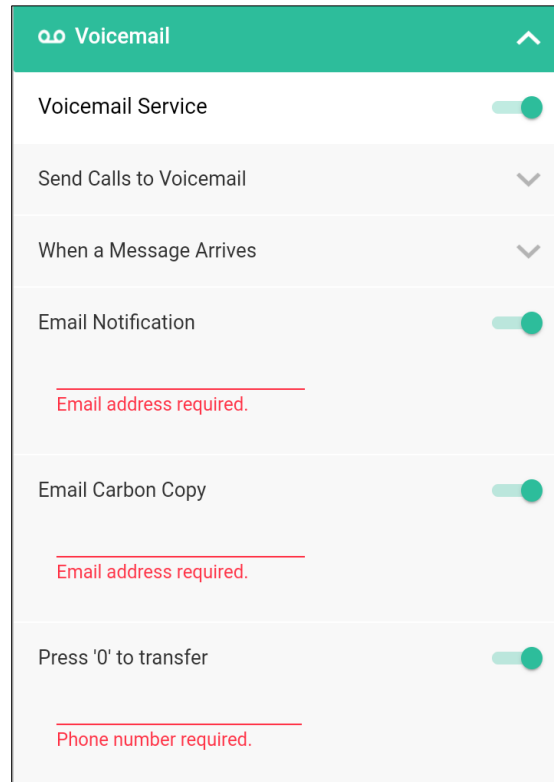 Voicemail
Voicemail Service
Send Calls to Voicemail
When a Message Arrives
Email Notification
Email address required.
Email Carbon Copy
Email address required.
Press '0' to transfer
Phone number required.